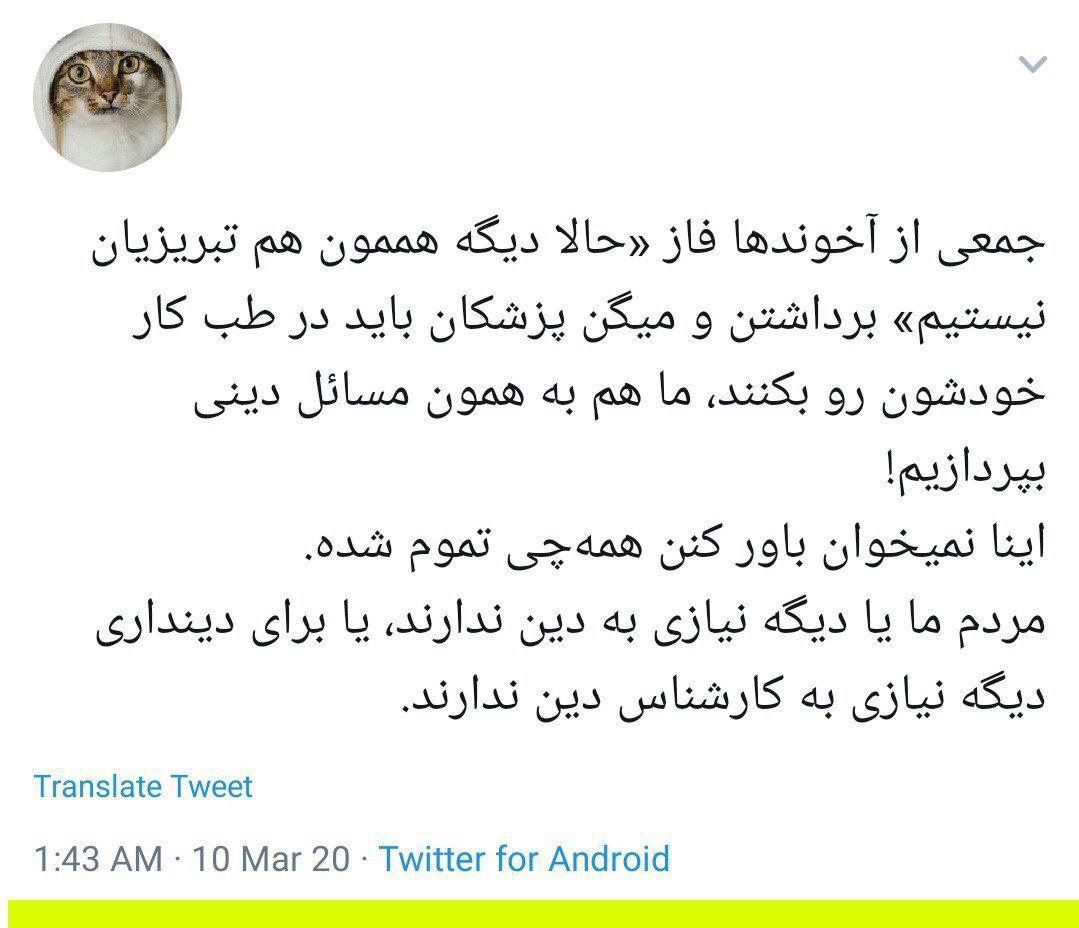 جمعی از آخوندها فاز «حالا دیگه هممون هم تبریزیان
نیستیم» برداشتن و میگن پزشکان باید در طب کار
خودشون رو بکنند، ما هم به همون مسائل دینی
بپردازیم!
اینا نمیخوان باور کنن همه‌چی تموم شده.
مردم ما یا دیگه نیازی به دین ندارند، یا برای دینداری
دیگه نیازی به کارشناس دین ندارند.
Translate Tweet
1:43 AM · 10 Mar 20 · Twitter for Android